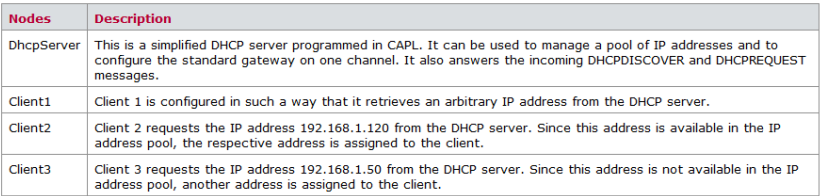 Nodes Description
DhcpServer This is a simplified DHCP server programmed in CAPL. It can be used to manage a pool of IP addresses and to
configure the standard gateway on one channel. It also answers the incoming DHCPDISCOVER and DHCPREQUEST
messages.
Client1 Client 1 is configured in such a way that it retrieves an arbitrary IP address from the DHCP server.
Client2 Client 2 requests the IP address 192.168.1.120 from the DHCP server. Since this address is available in the IP
address pool, the respective address is assigned to the client.
Client3 Client 3 requests the IP address 192.168.1.50 from the DHCP server. Since this address is not available in the IP
address pool, another address is assigned to the client.